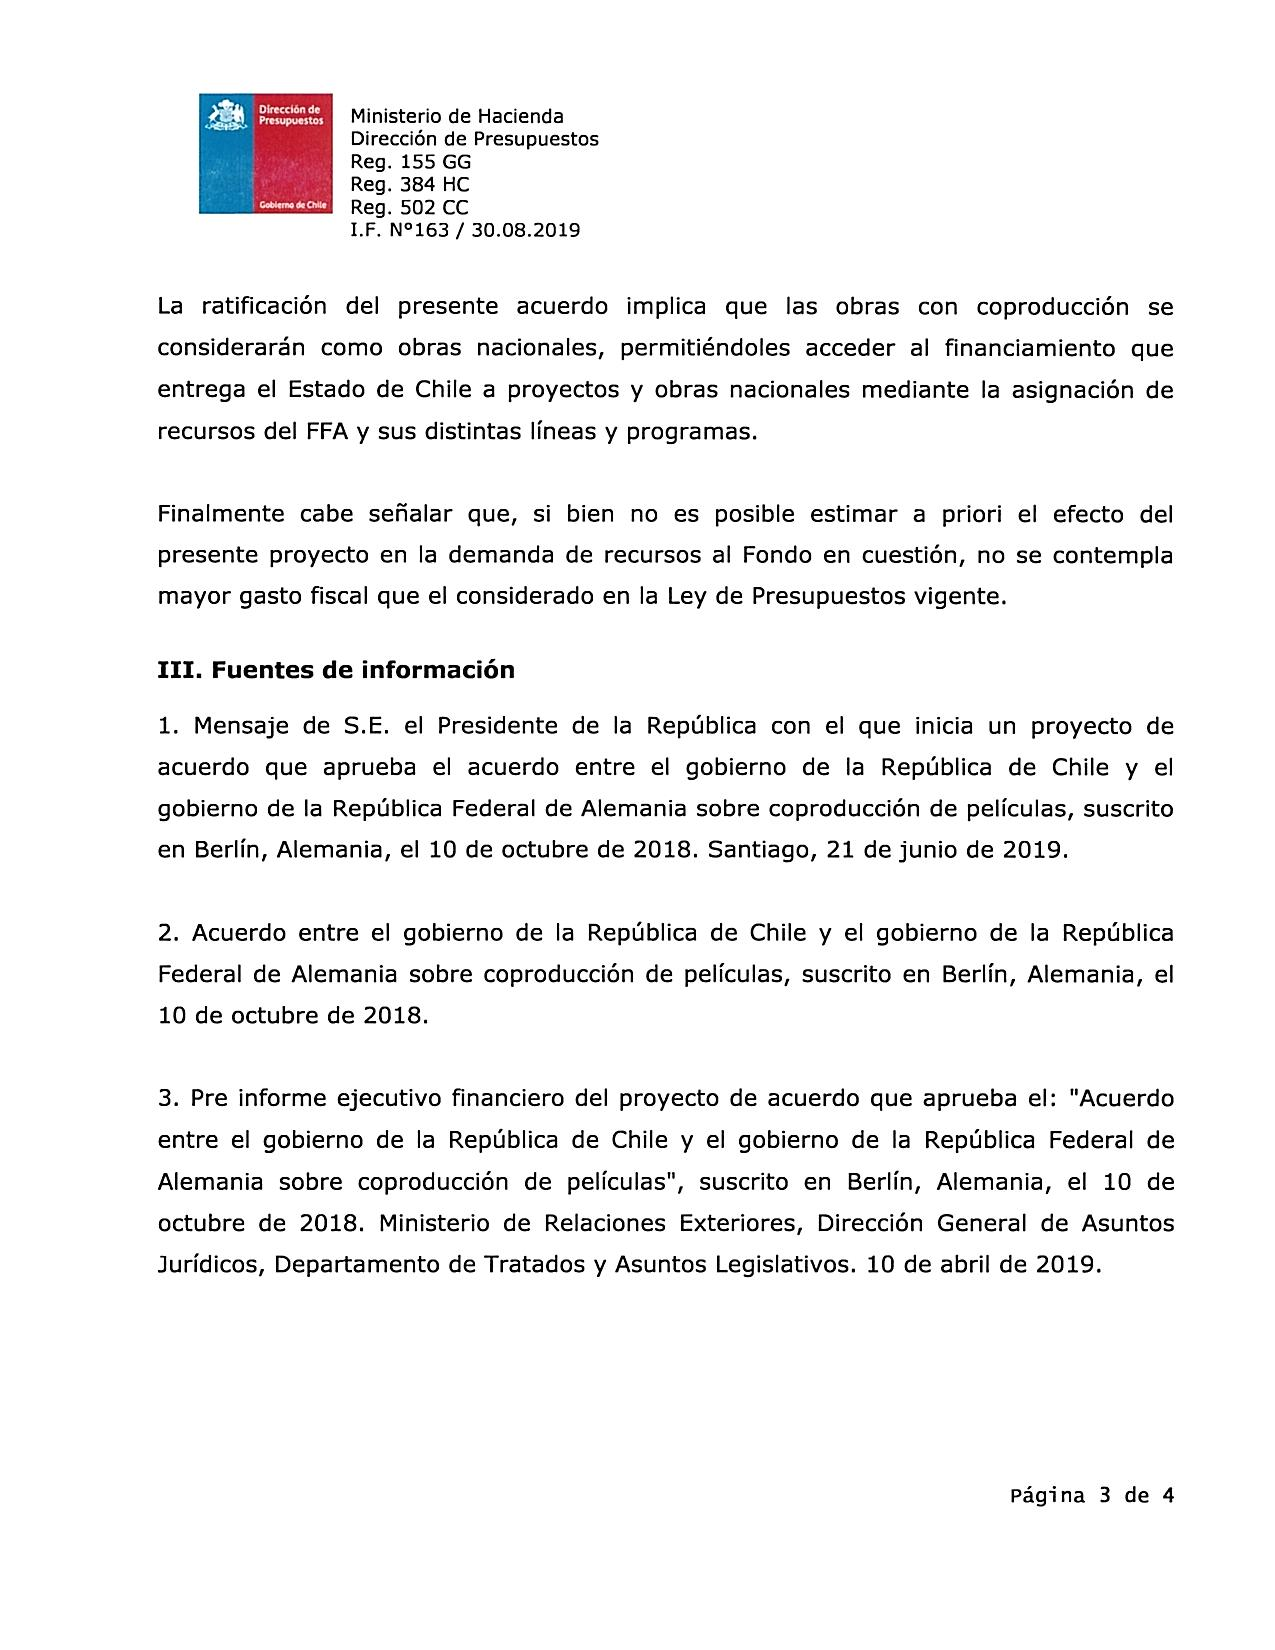 Dirección de
Presupuestos
Gobierno de Chile
Ministerio de Hacienda
Dirección de Presupuestos
Reg. 155 GG
Reg. 384 HC
Reg. 502 CC
I.F. N°163 / 30.08.2019
La ratificación del presente acuerdo implica que las obras con coproducción se
considerarán como obras nacionales, permitiéndoles acceder al financiamiento que
entrega el Estado de Chile a proyectos y obras nacionales mediante la asignación de
recursos del FFA y sus distintas líneas y programas.
Finalmente cabe señalar que, si bien no es posible estimar a priori el efecto del
presente proyecto en la demanda de recursos al Fondo en cuestión, no se contempla
mayor gasto fiscal que el considerado en la Ley de Presupuestos vigente.
III. Fuentes de información
1. Mensaje de S.E. el Presidente de la República con el que inicia un proyecto de
acuerdo que aprueba el acuerdo entre el gobierno de la República de Chile y el
gobierno de la República Federal de Alemania sobre coproducción de películas, suscrito
en Berlín, Alemania, el 10 de octubre de 2018. Santiago, 21 de junio de 2019.
2. Acuerdo entre el gobierno de la República de Chile y el gobierno de la República
Federal de Alemania sobre coproducción de películas, suscrito en Berlín, Alemania, el
10 de octubre de 2018.
3. Pre informe ejecutivo financiero del proyecto de acuerdo que aprueba el: "Acuerdo
entre el gobierno de la República de Chile y el gobierno de la República Federal de
Alemania sobre coproducción de películas", suscrito en Berlín, Alemania, el 10 de
octubre de 2018. Ministerio de Relaciones Exteriores, Dirección General de Asuntos
Jurídicos, Departamento de Tratados y Asuntos Legislativos. 10 de abril de 2019.
Página 3 de 4